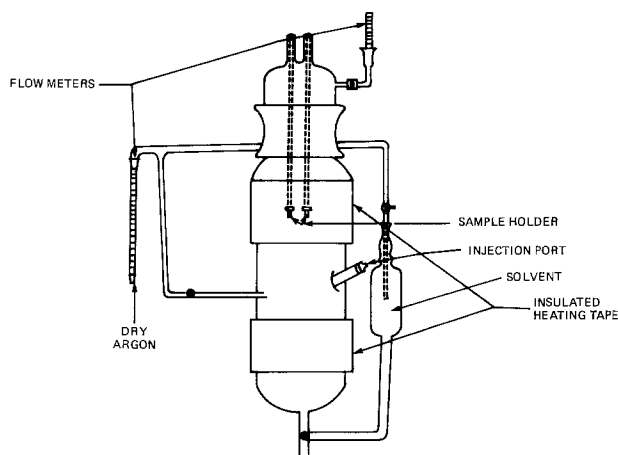 FLOW METERS
SAMPLE HOLDER
INJECTION PORT
SOLVENT
INSULATED
HEATING TAPE
DRY
ARGON